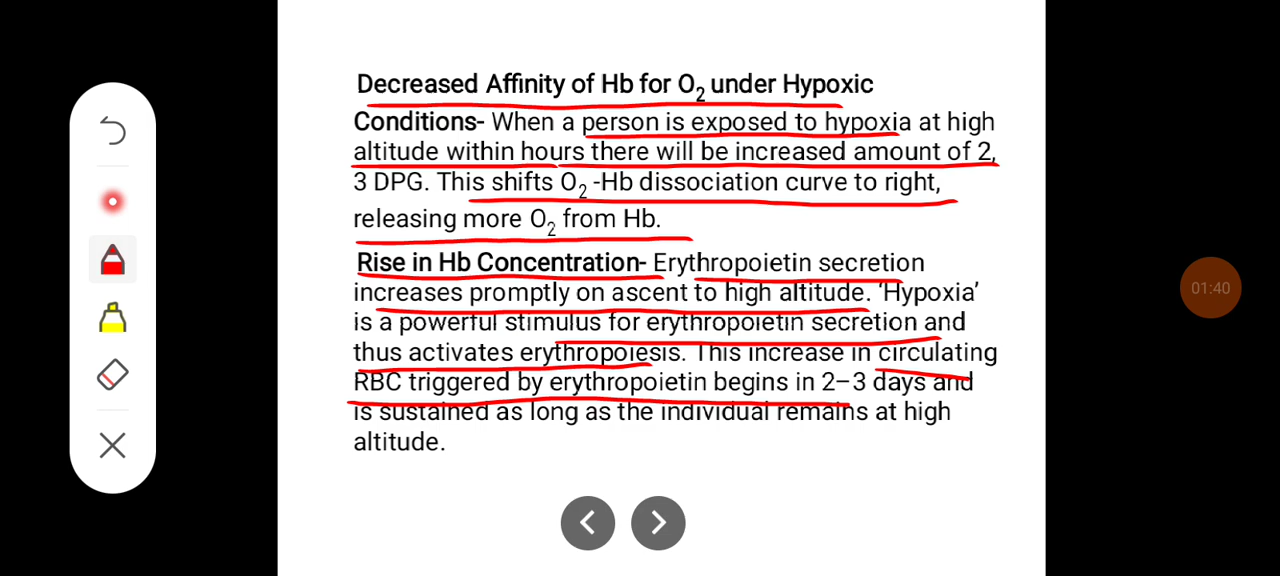 Decreased Affinity of Hb for O2 under Hypoxic
Conditions- When a person is exposed to hypoxia at high
altitude within hours there will be increased amount of 2,
3 DPG. This shifts O2 -Hb dissociation curve to right,
releasing more O2 from Hb.
Rise in Hb Concentration- Erythropoietin secretion
increases promptly on ascent to high altitude. ‘Hypoxia’
is a powerful stimulus for erythropoietin secretion and
thus activates erythropoiesis. This increase in circulating
RBC triggered by erythropoietin begins in 2–3 days and
is sustained as long as the individual remains at high
altitude.
01:40